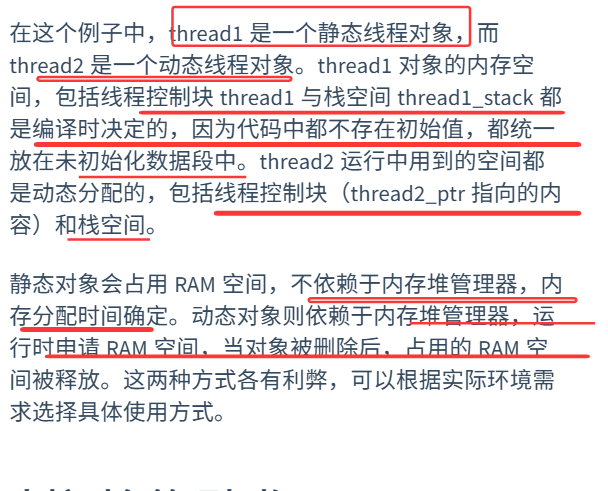 在这个例子中，thread1 是一个静态线程对象，而
thread2 是一个动态线程对象。thread1 对象的内存空
间，包括线程控制块 thread1 与栈空间 thread1_stack 都
是编译时决定的，因为代码中都不存在初始值，都统一
放在未初始化数据段中。thread2 运行中用到的空间都
是动态分配的，包括线程控制块（thread2_ptr 指向的内
容）和栈空间。
静态对象会占用 RAM 空间，不依赖于内存堆管理器，内
存分配时间确定。动态对象则依赖于内存堆管理器，运
行时申请 RAM 空间，当对象被删除后，占用的 RAM 空
间被释放。这两种方式各有利弊，可以根据实际环境需
求选择具体使用方式。